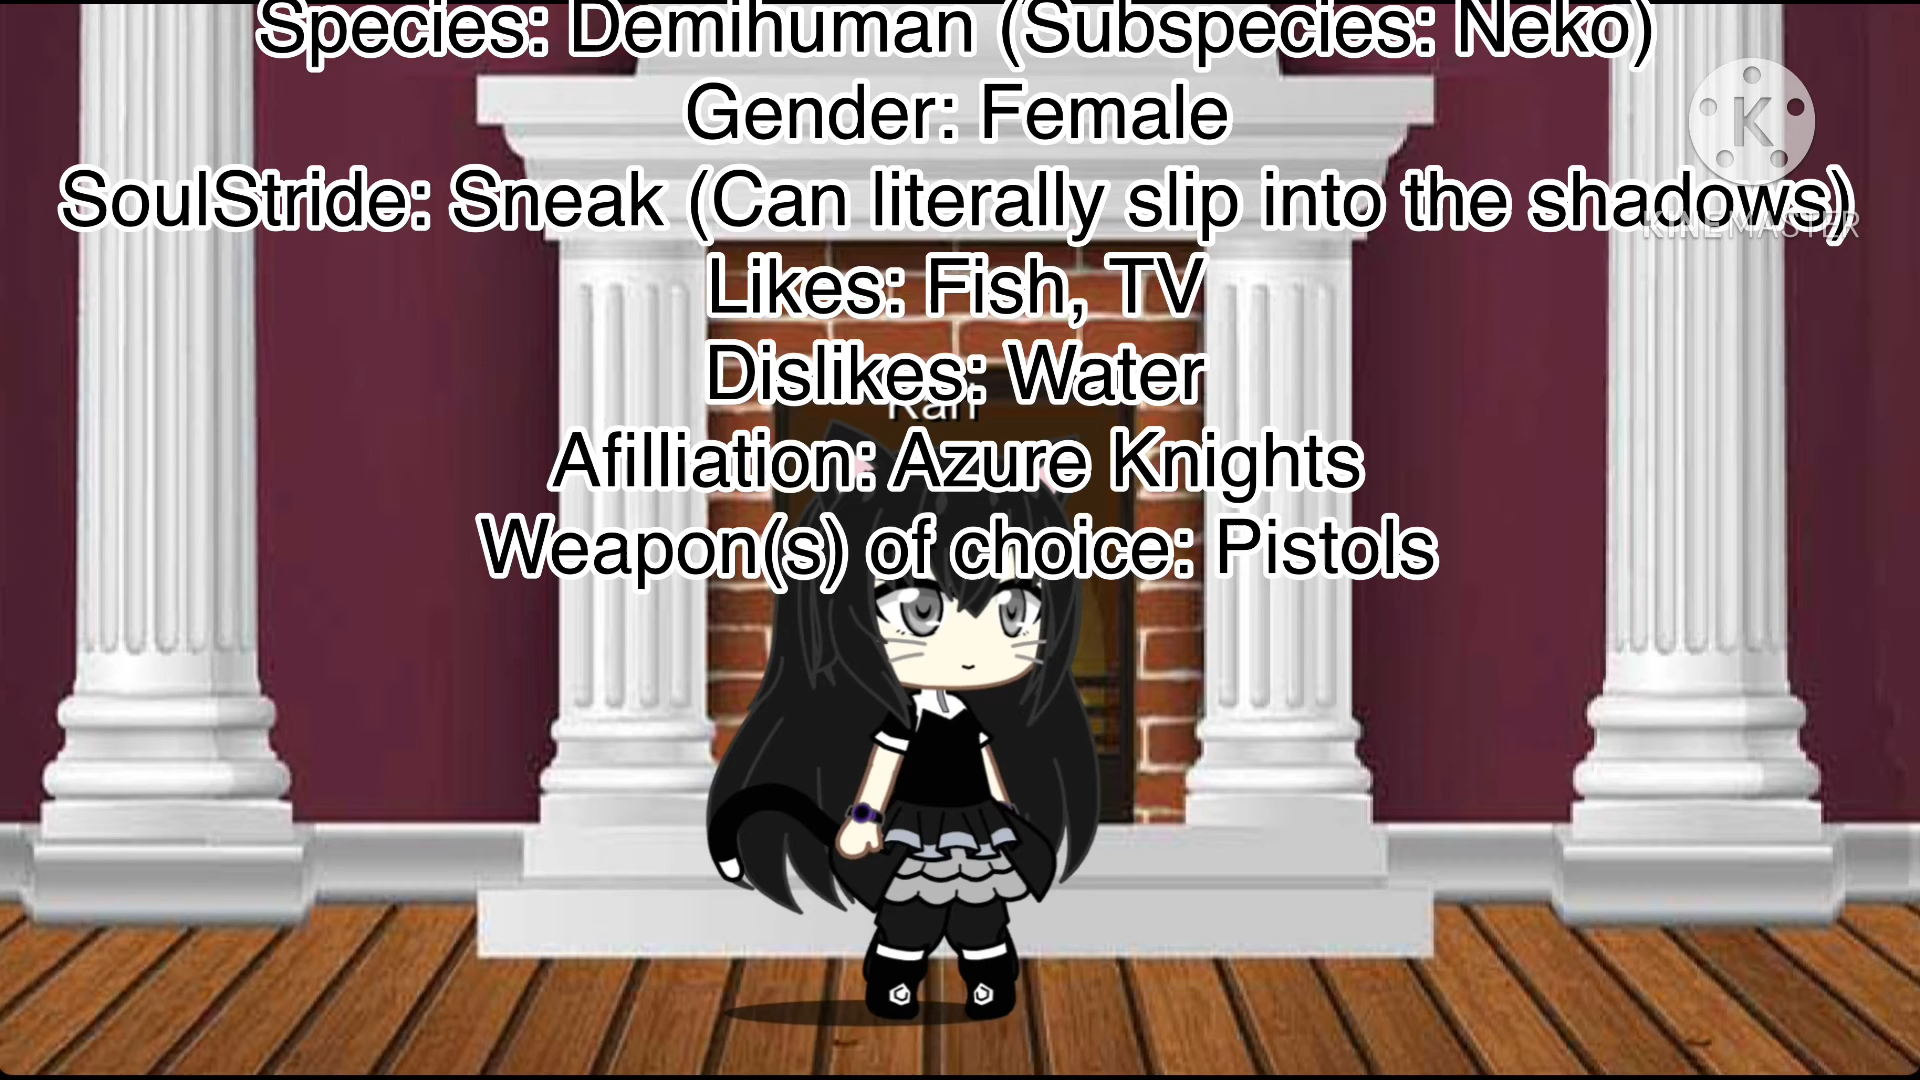 Species: Demihuman (Subspecies: Neko)
Gender: Female
SoulStride: Sneak (Can literally slip into the shadows)
Likes: Fish, TV
Dislikes: Water
Afilliation: Azure Knights
Weapon(s) of choice: Pistols
K
KINEMASTER